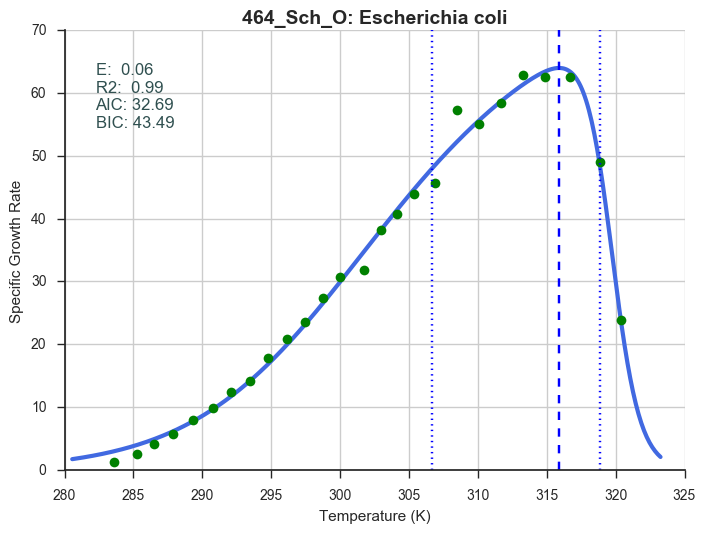 464_Sch_O: Escherichia coli
70
E:  0.06
R2:  0.99
AIC: 32.69
BIC: 43.49
60
50
Specific Growth Rate
40
30
20
10
0
280 285 290 295 300 305 310 315 320 325
Temperature (K)